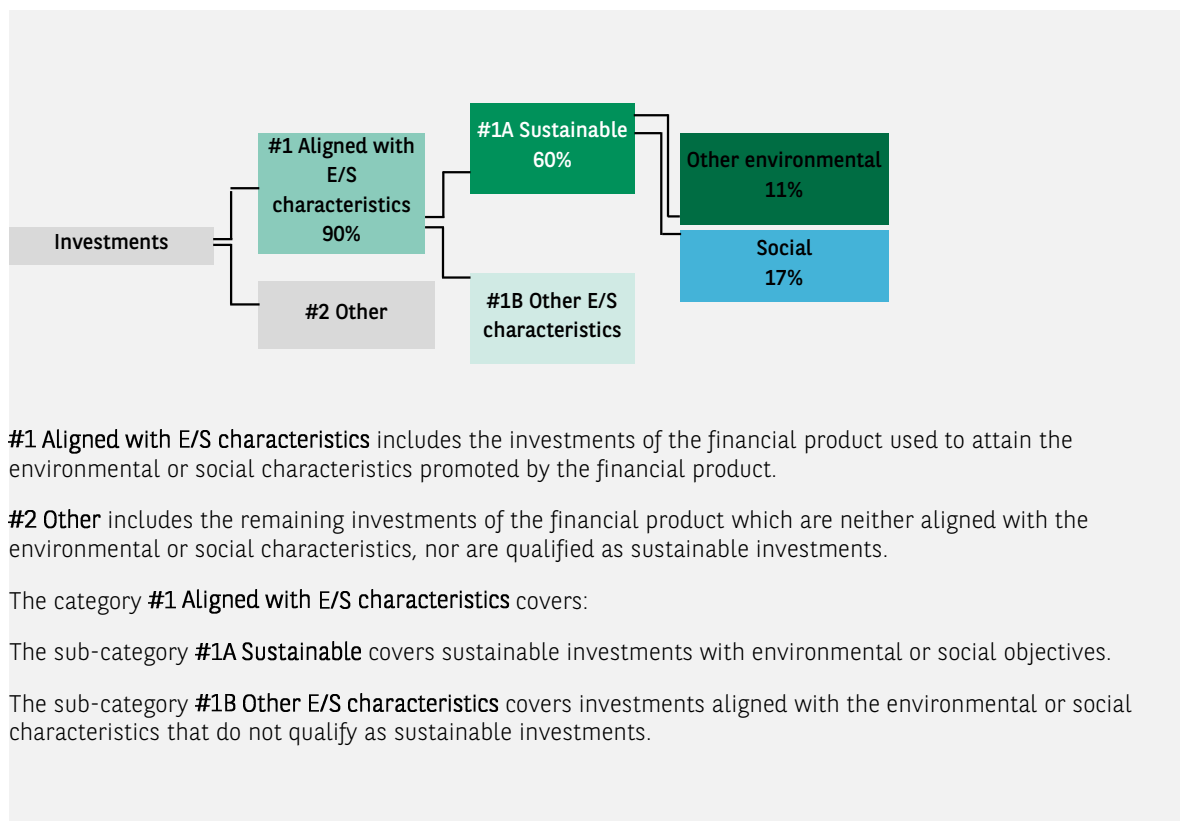 #1A Sustainable
60%
#1 Aligned with
E/S
characteristics
90%
Other environmental
11%
Investments
Social
17%
#2 Other
#1B Other E/S
characteristics
#1 Aligned with E/S characteristics includes the investments of the financial product used to attain the
environmental or social characteristics promoted by the financial product.
#2 Other includes the remaining investments of the financial product which are neither aligned with the
environmental or social characteristics, nor are qualified as sustainable investments.
The category #1 Aligned with E/S characteristics covers:
The sub-category #1A Sustainable covers sustainable investments with environmental or social objectives.
The sub-category #1B Other E/S characteristics covers investments aligned with the environmental or social
characteristics that do not qualify as sustainable investments.